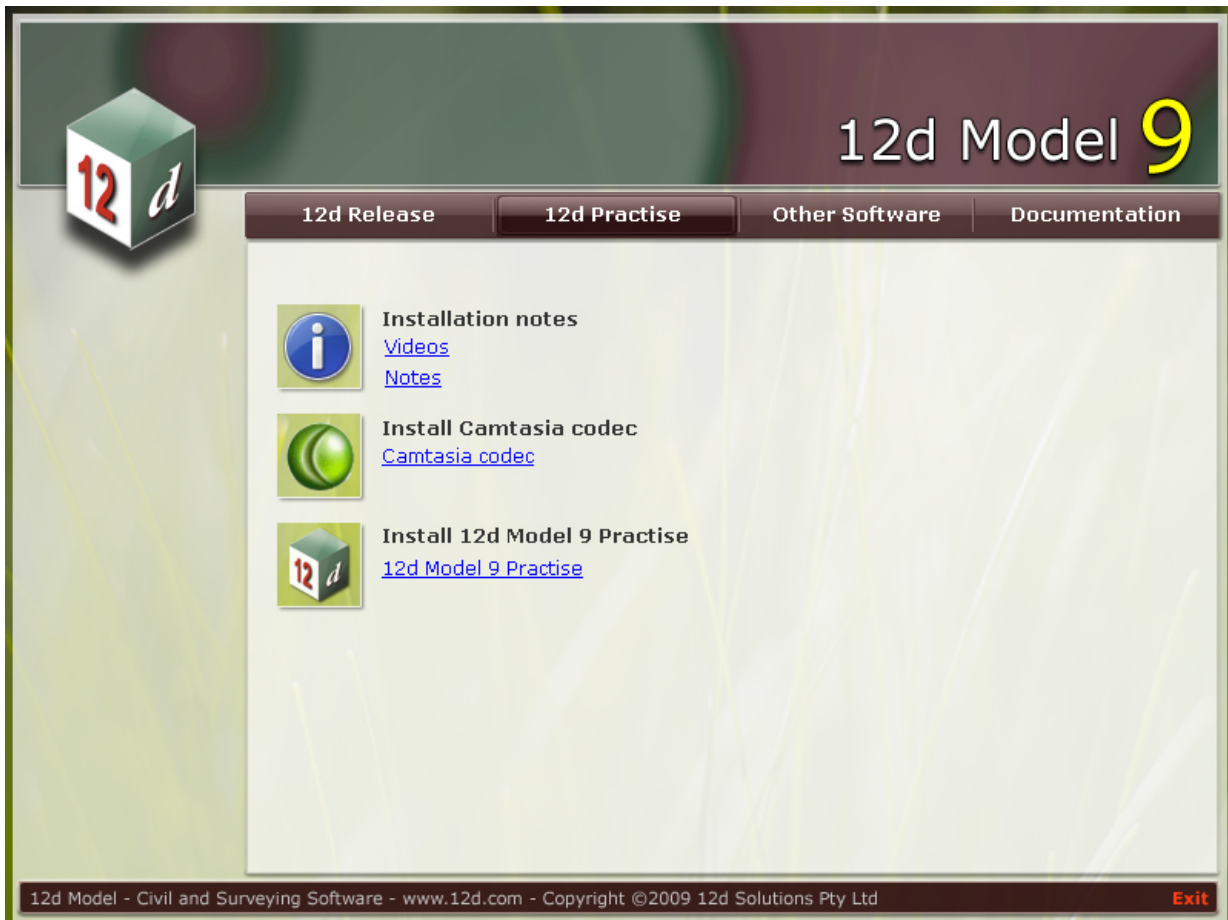 12d Model 9
12 d
12d Release 12d Practise Other Software Documentation
Installation notes
Videos
Notes
Install Camtasia codec
Camtasia codec
Install 12d Model 9 Practise
12 d
12d Model 9 Practise
12d Model - Civil and Surveying Software - www.12d.com - Copyright ©2009 12d Solutions Pty Ltd Exit